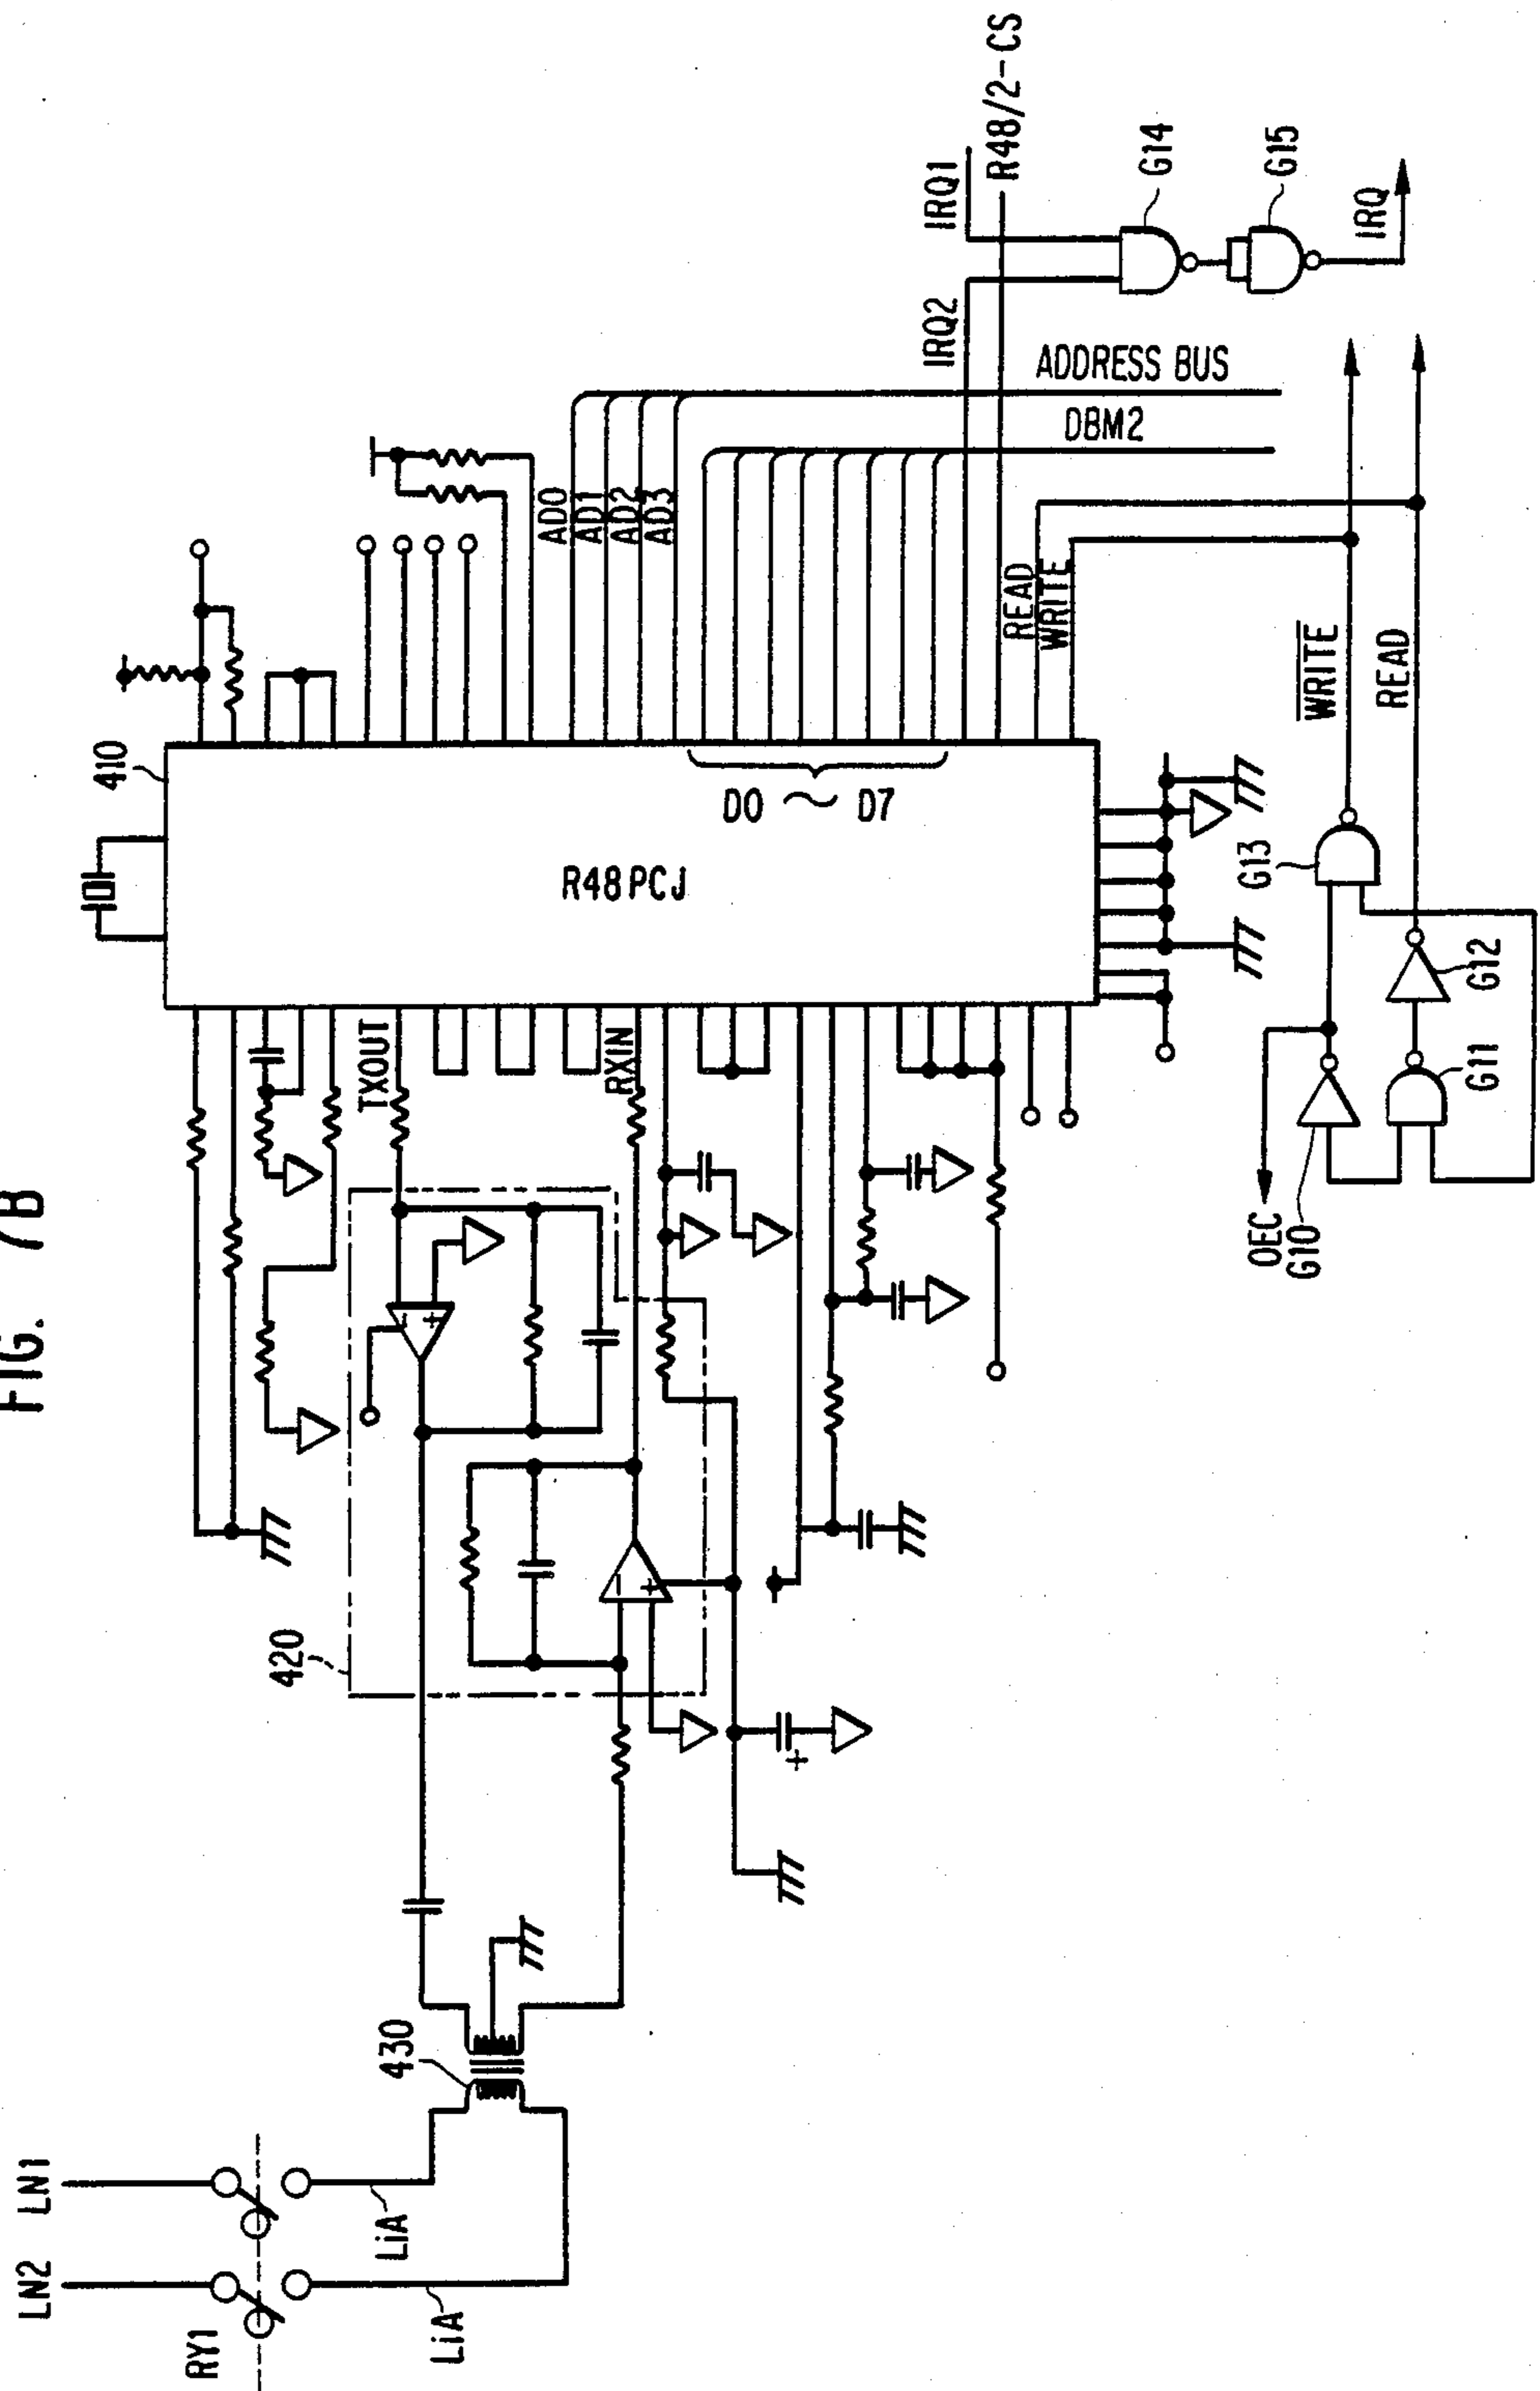 FIG. 7B
LN2
LN1
RY1
LiA
LiA
430
420
TXOUT
RXIN
-
+
-
+
+
410
R48PCJ
D0 ~ D7
AD0
AD1
AD2
AD3
READ
WRITE
IRQ2
IRQ1
R48/2-CS
ADDRESS BUS
DBM2
G14
G15
IRQ
OEC
G10
G11
G12
G13
W̅R̅I̅T̅E̅
READ